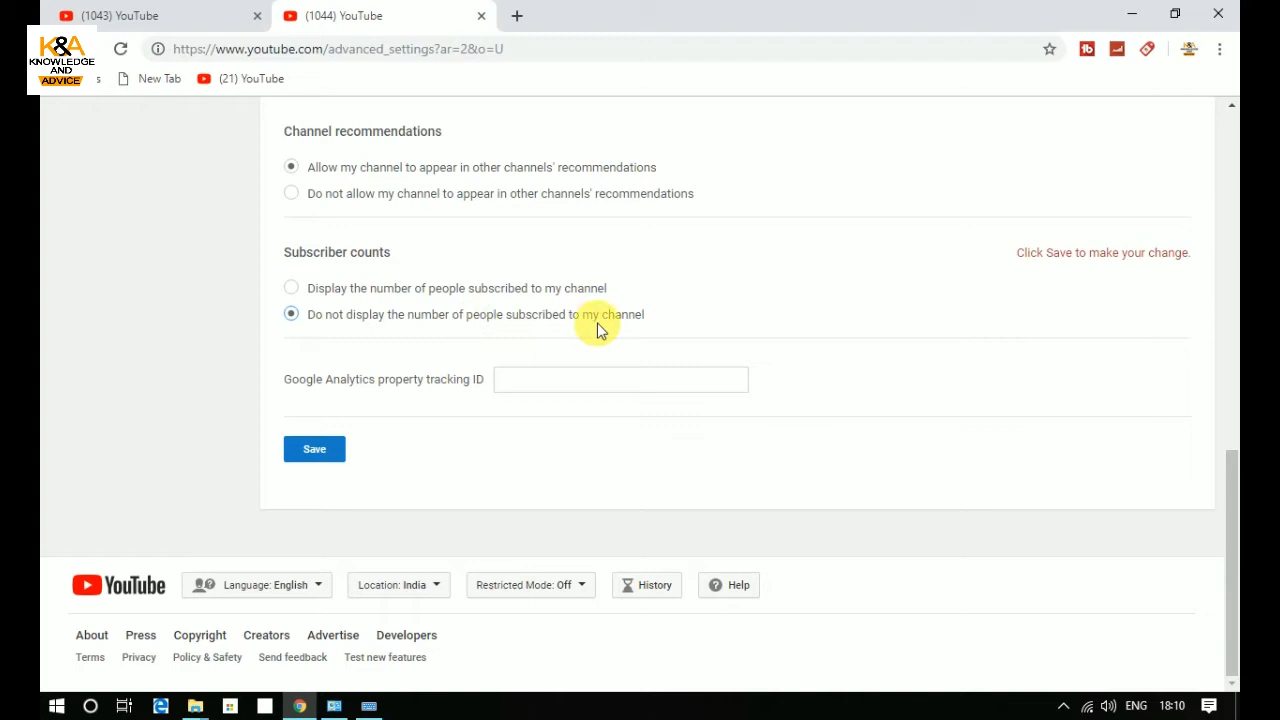 (1043) YouTube
(1044) YouTube
K&A
KNOWLEDGE
AND
ADVICE
https://www.youtube.com/advanced_settings?ar=2&o=U
New Tab
(21) YouTube
Channel recommendations
Allow my channel to appear in other channels' recommendations
Do not allow my channel to appear in other channels' recommendations
Subscriber counts
Click Save to make your change.
Display the number of people subscribed to my channel
Do not display the number of people subscribed to my channel
Google Analytics property tracking ID
Save
YouTube
Language: English
Location: India
Restricted Mode: Off
History
Help
About Press Copyright Creators Advertise Developers
Terms Privacy Policy & Safety Send feedback Test new features
ENG
18:10